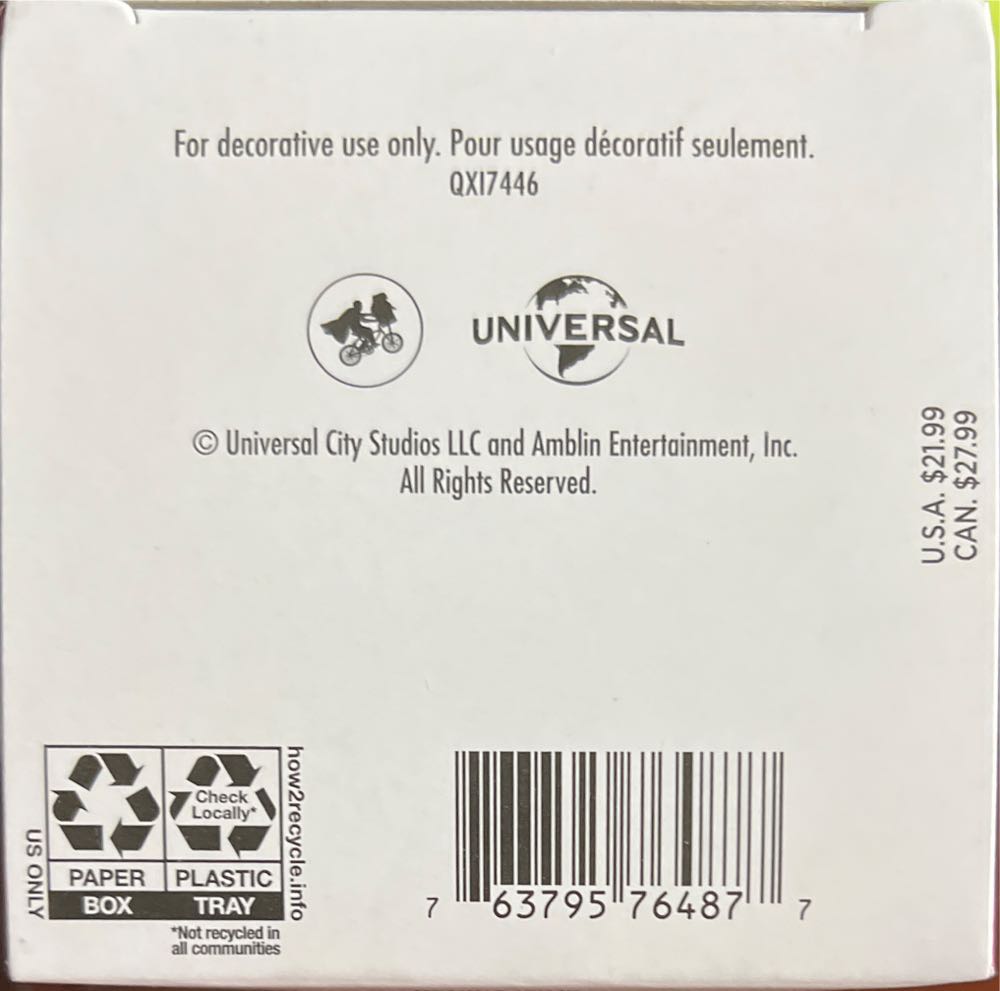 For decorative use only. Pour usage décoratif seulement.
QXI7446
UNIVERSAL
© Universal City Studios LLC and Amblin Entertainment, Inc.
All Rights Reserved.
U.S.A. $21.99
CAN. $27.99
US ONLY
Check
Locally*
PAPER
PLASTIC
BOX
TRAY
how2recycle.info
*Not recycled in
all communities
7 63795 76487 7